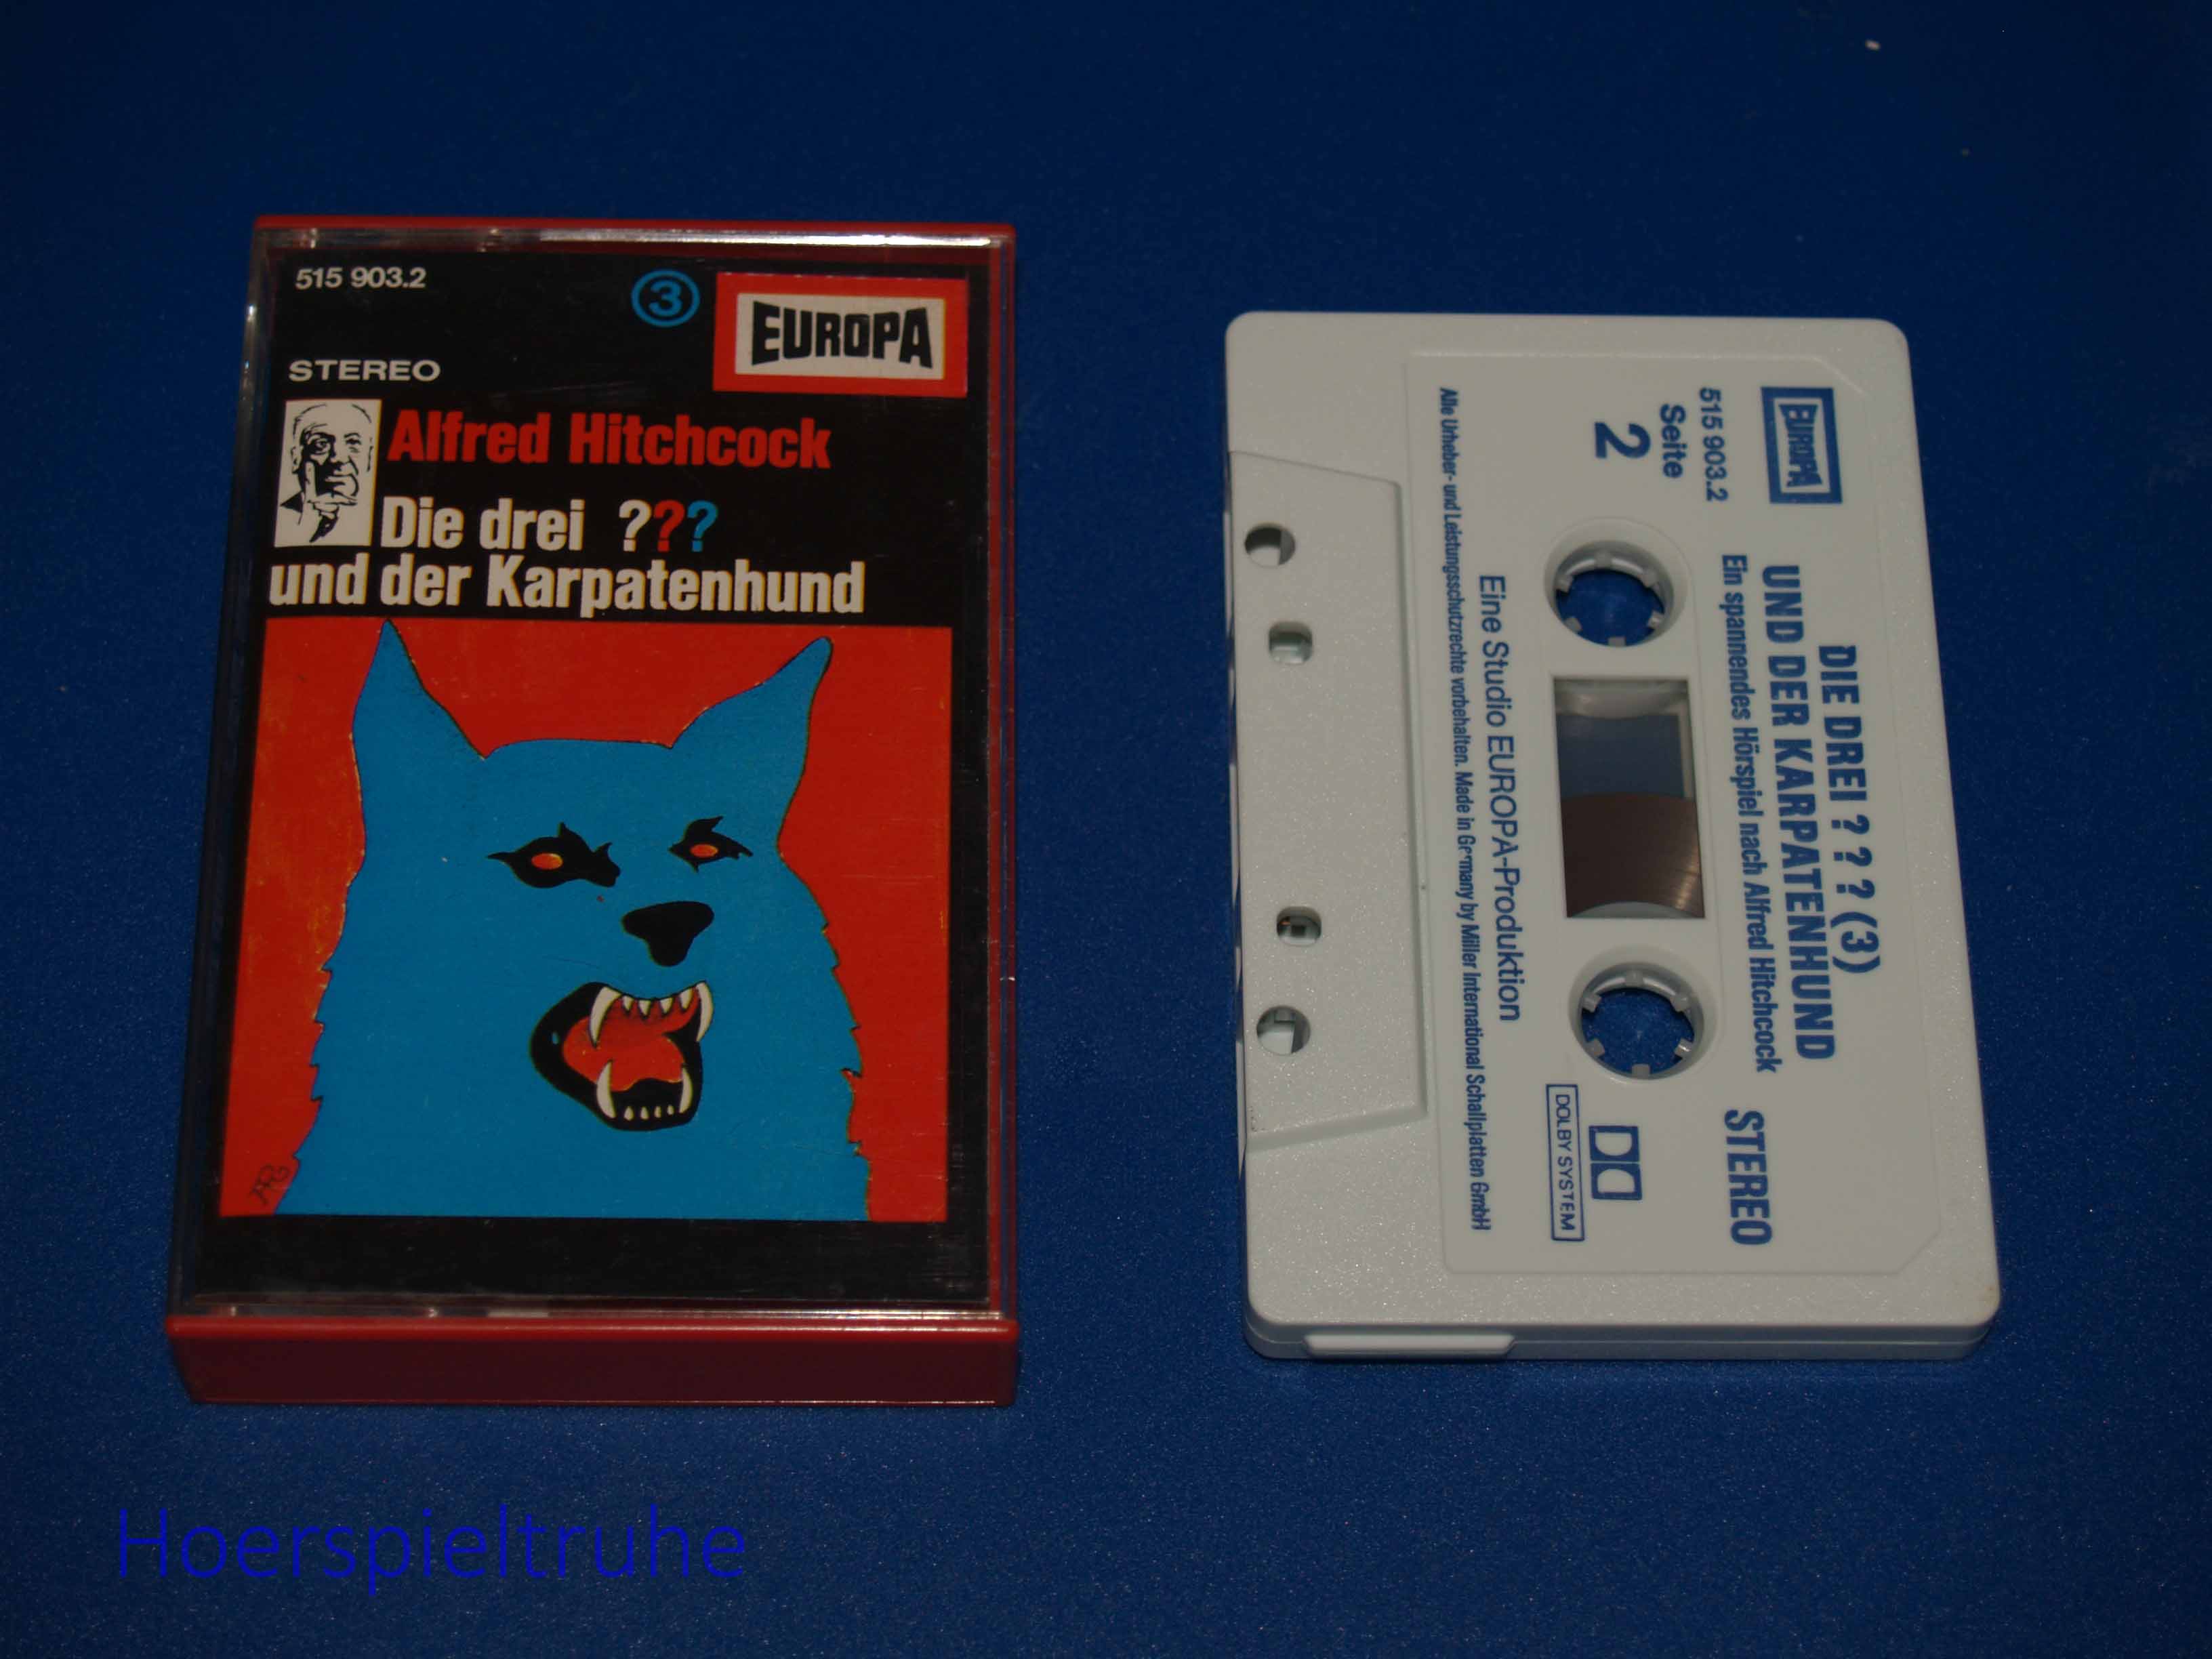 515 903.2
3
EUROPA
STEREO
Alfred Hitchcock
Die drei ???
und der Karpatenhund
EUROPA
515 903.2
Seite
2
DIE DREI ? ? ? (3)
UND DER KARPATENHUND
Ein spannendes Hörspiel nach Alfred Hitchcock
STEREO
DOLBY SYSTEM
Eine Studio EUROPA-Produktion
Alle Urheber- und Leistungsschutzrechte vorbehalten. Made in Germany by Miller International Schallplatten GmbH
Hoerspieltruhe